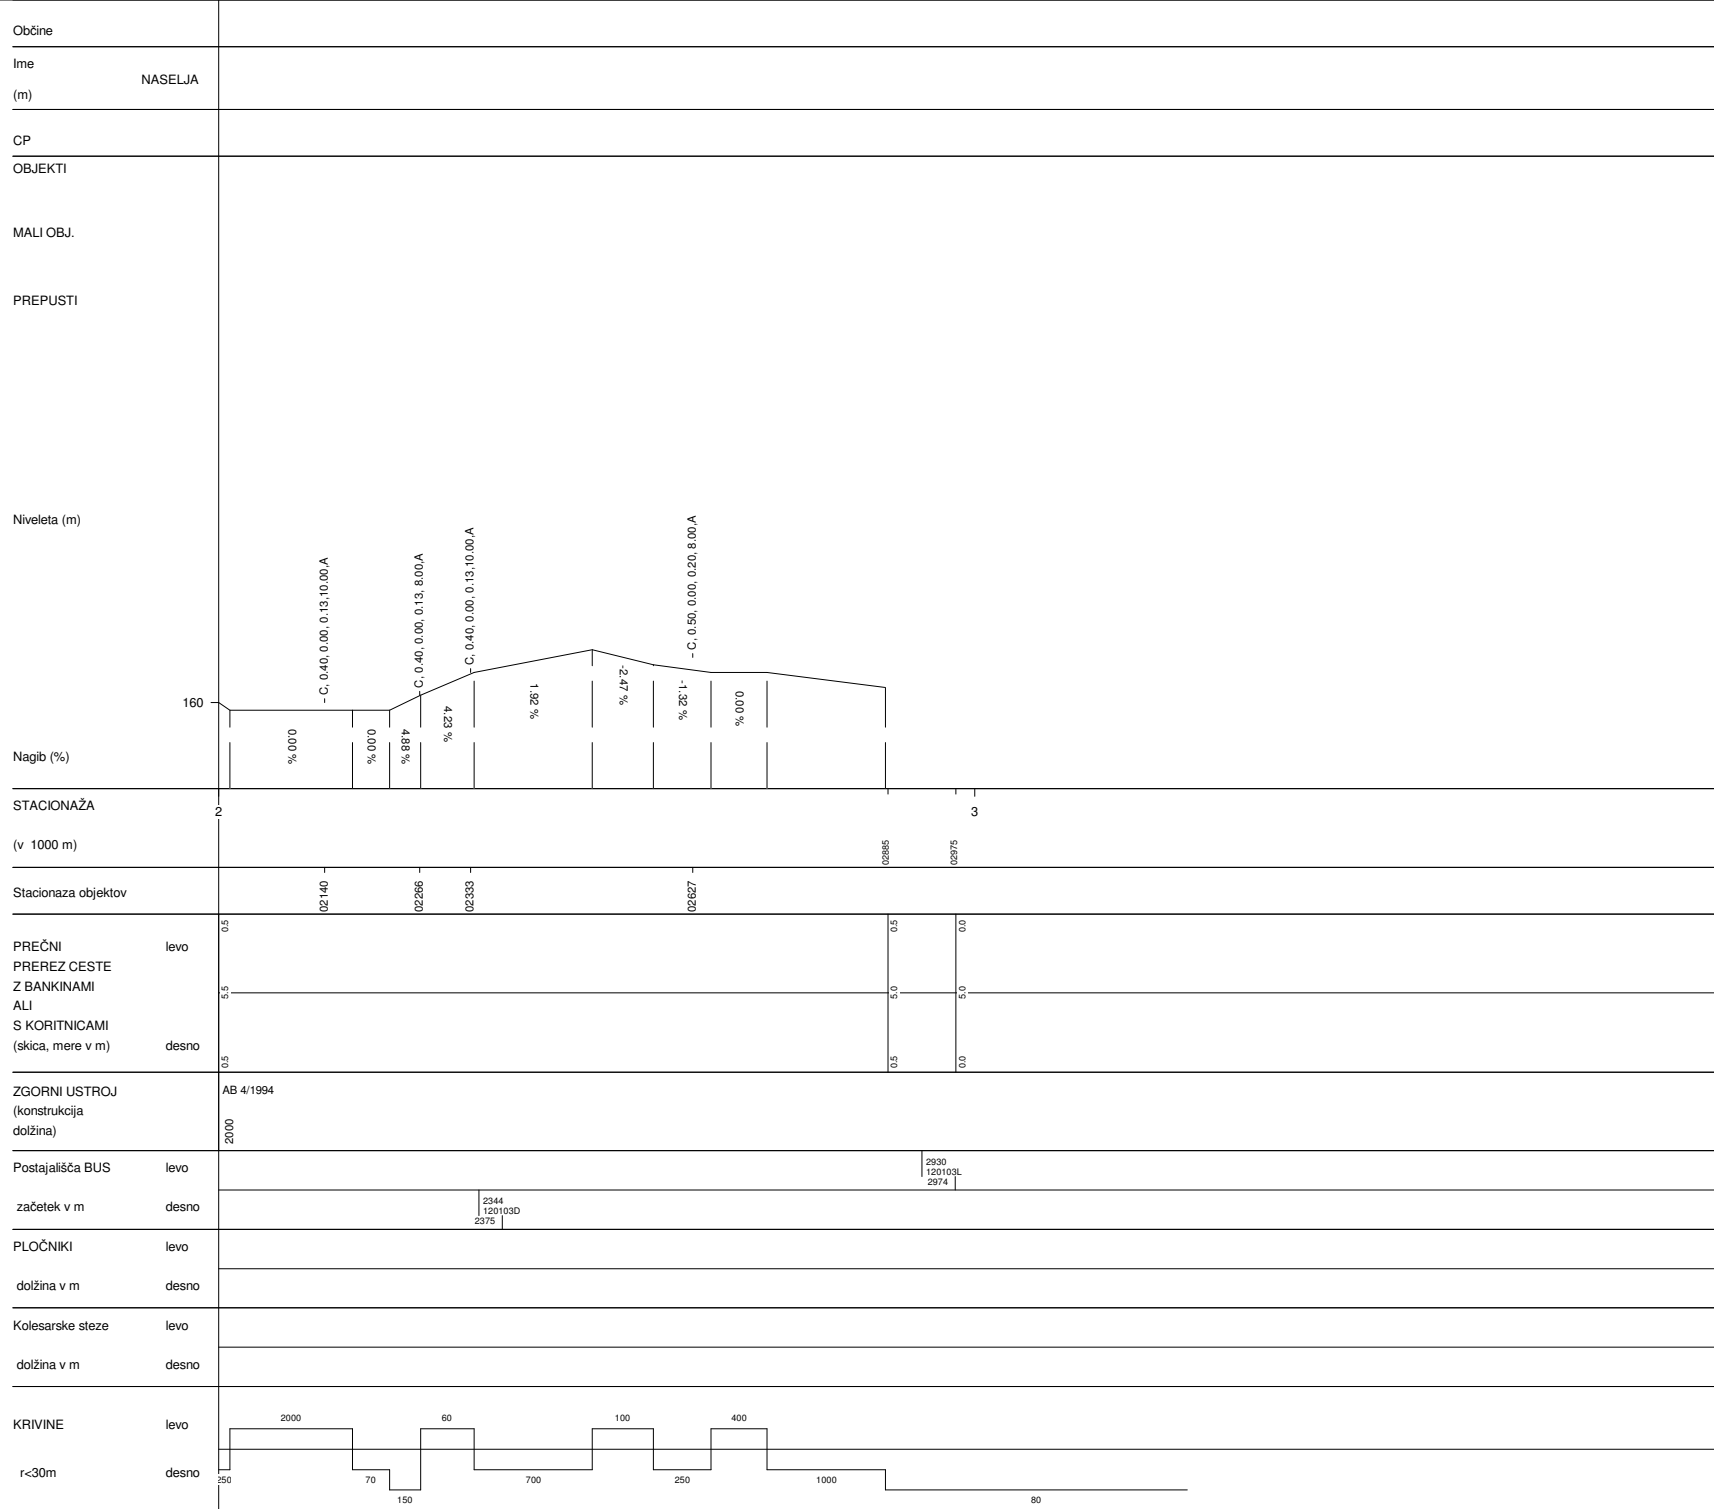 Občine
Ime
NASELJA
(m)
CP
OBJEKTI
MALI OBJ.
PREPUSTI
Niveleta (m)
– C, 0.40, 0.00, 0.13,10.00,A
– C, 0.40, 0.00, 0.13, 8.00,A
– C, 0.40, 0.00, 0.13,10.00,A
– C, 0.50, 0.00, 0.20, 8.00,A
160
0.00 %
0.00 %
4.88 %
4.23 %
1.92 %
-2.47 %
-1.32 %
0.00 %
Nagib (%)
STACIONAŽA
2
3
(v 1000 m)
02885
02975
Stacionaza objektov
02140
02266
02333
02627
PREČNI levo
PREREZ CESTE
Z BANKINAMI
ALI
S KORITNICAMI
(skica, mere v m) desno
0.5
5.5
0.5
0.5
5.0
0.5
0.0
5.0
0.0
ZGORNI USTROJ
(konstrukcija
dolžina)
AB 4/1994
2000
Postajališča BUS levo
2930
120103L
2974
začetek v m desno
2344
120103D
2375
PLOČNIKI levo
dolžina v m desno
Kolesarske steze levo
dolžina v m desno
KRIVINE levo
2000
60
100
400
r<30m desno
250
70
150
700
250
1000
80